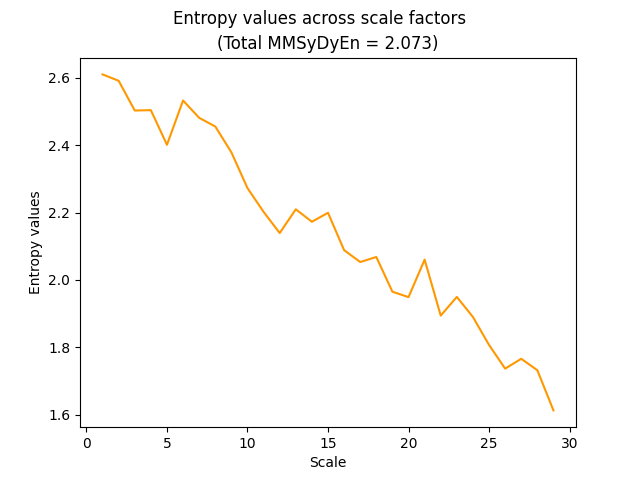 Entropy values across scale factors
(Total MMSyDyEn = 2.073)
2.6
2.4
2.2
2.0
1.8
1.6
Entropy values
0 5 10 15 20 25 30
Scale